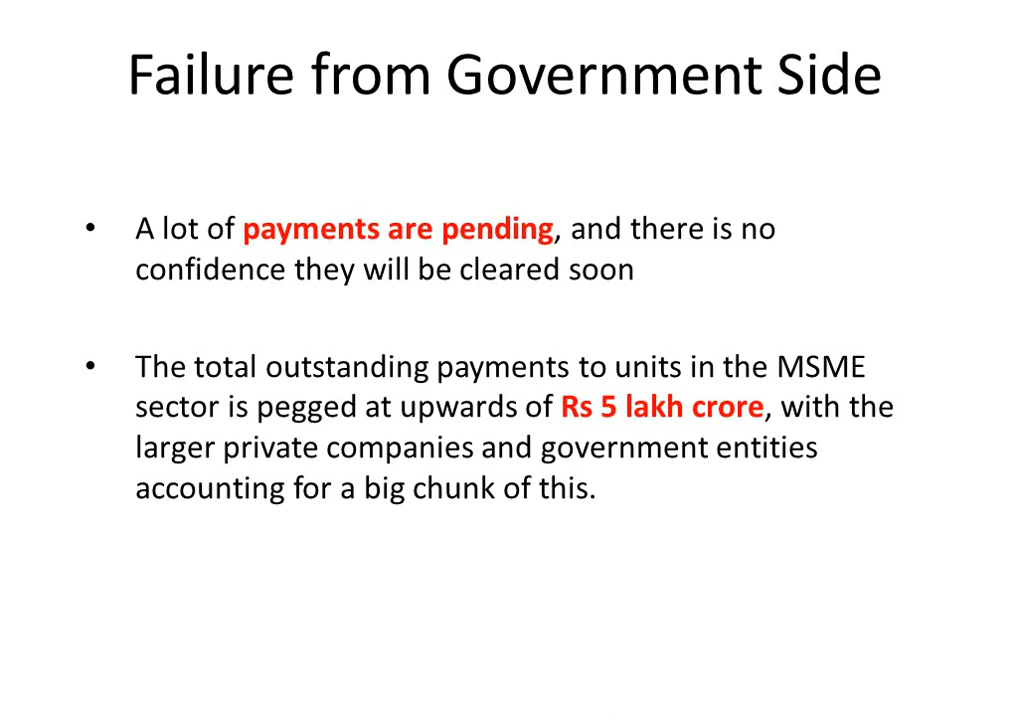 Failure from Government Side
• A lot of payments are pending, and there is no
confidence they will be cleared soon
• The total outstanding payments to units in the MSME
sector is pegged at upwards of Rs 5 lakh crore, with the
larger private companies and government entities
accounting for a big chunk of this.